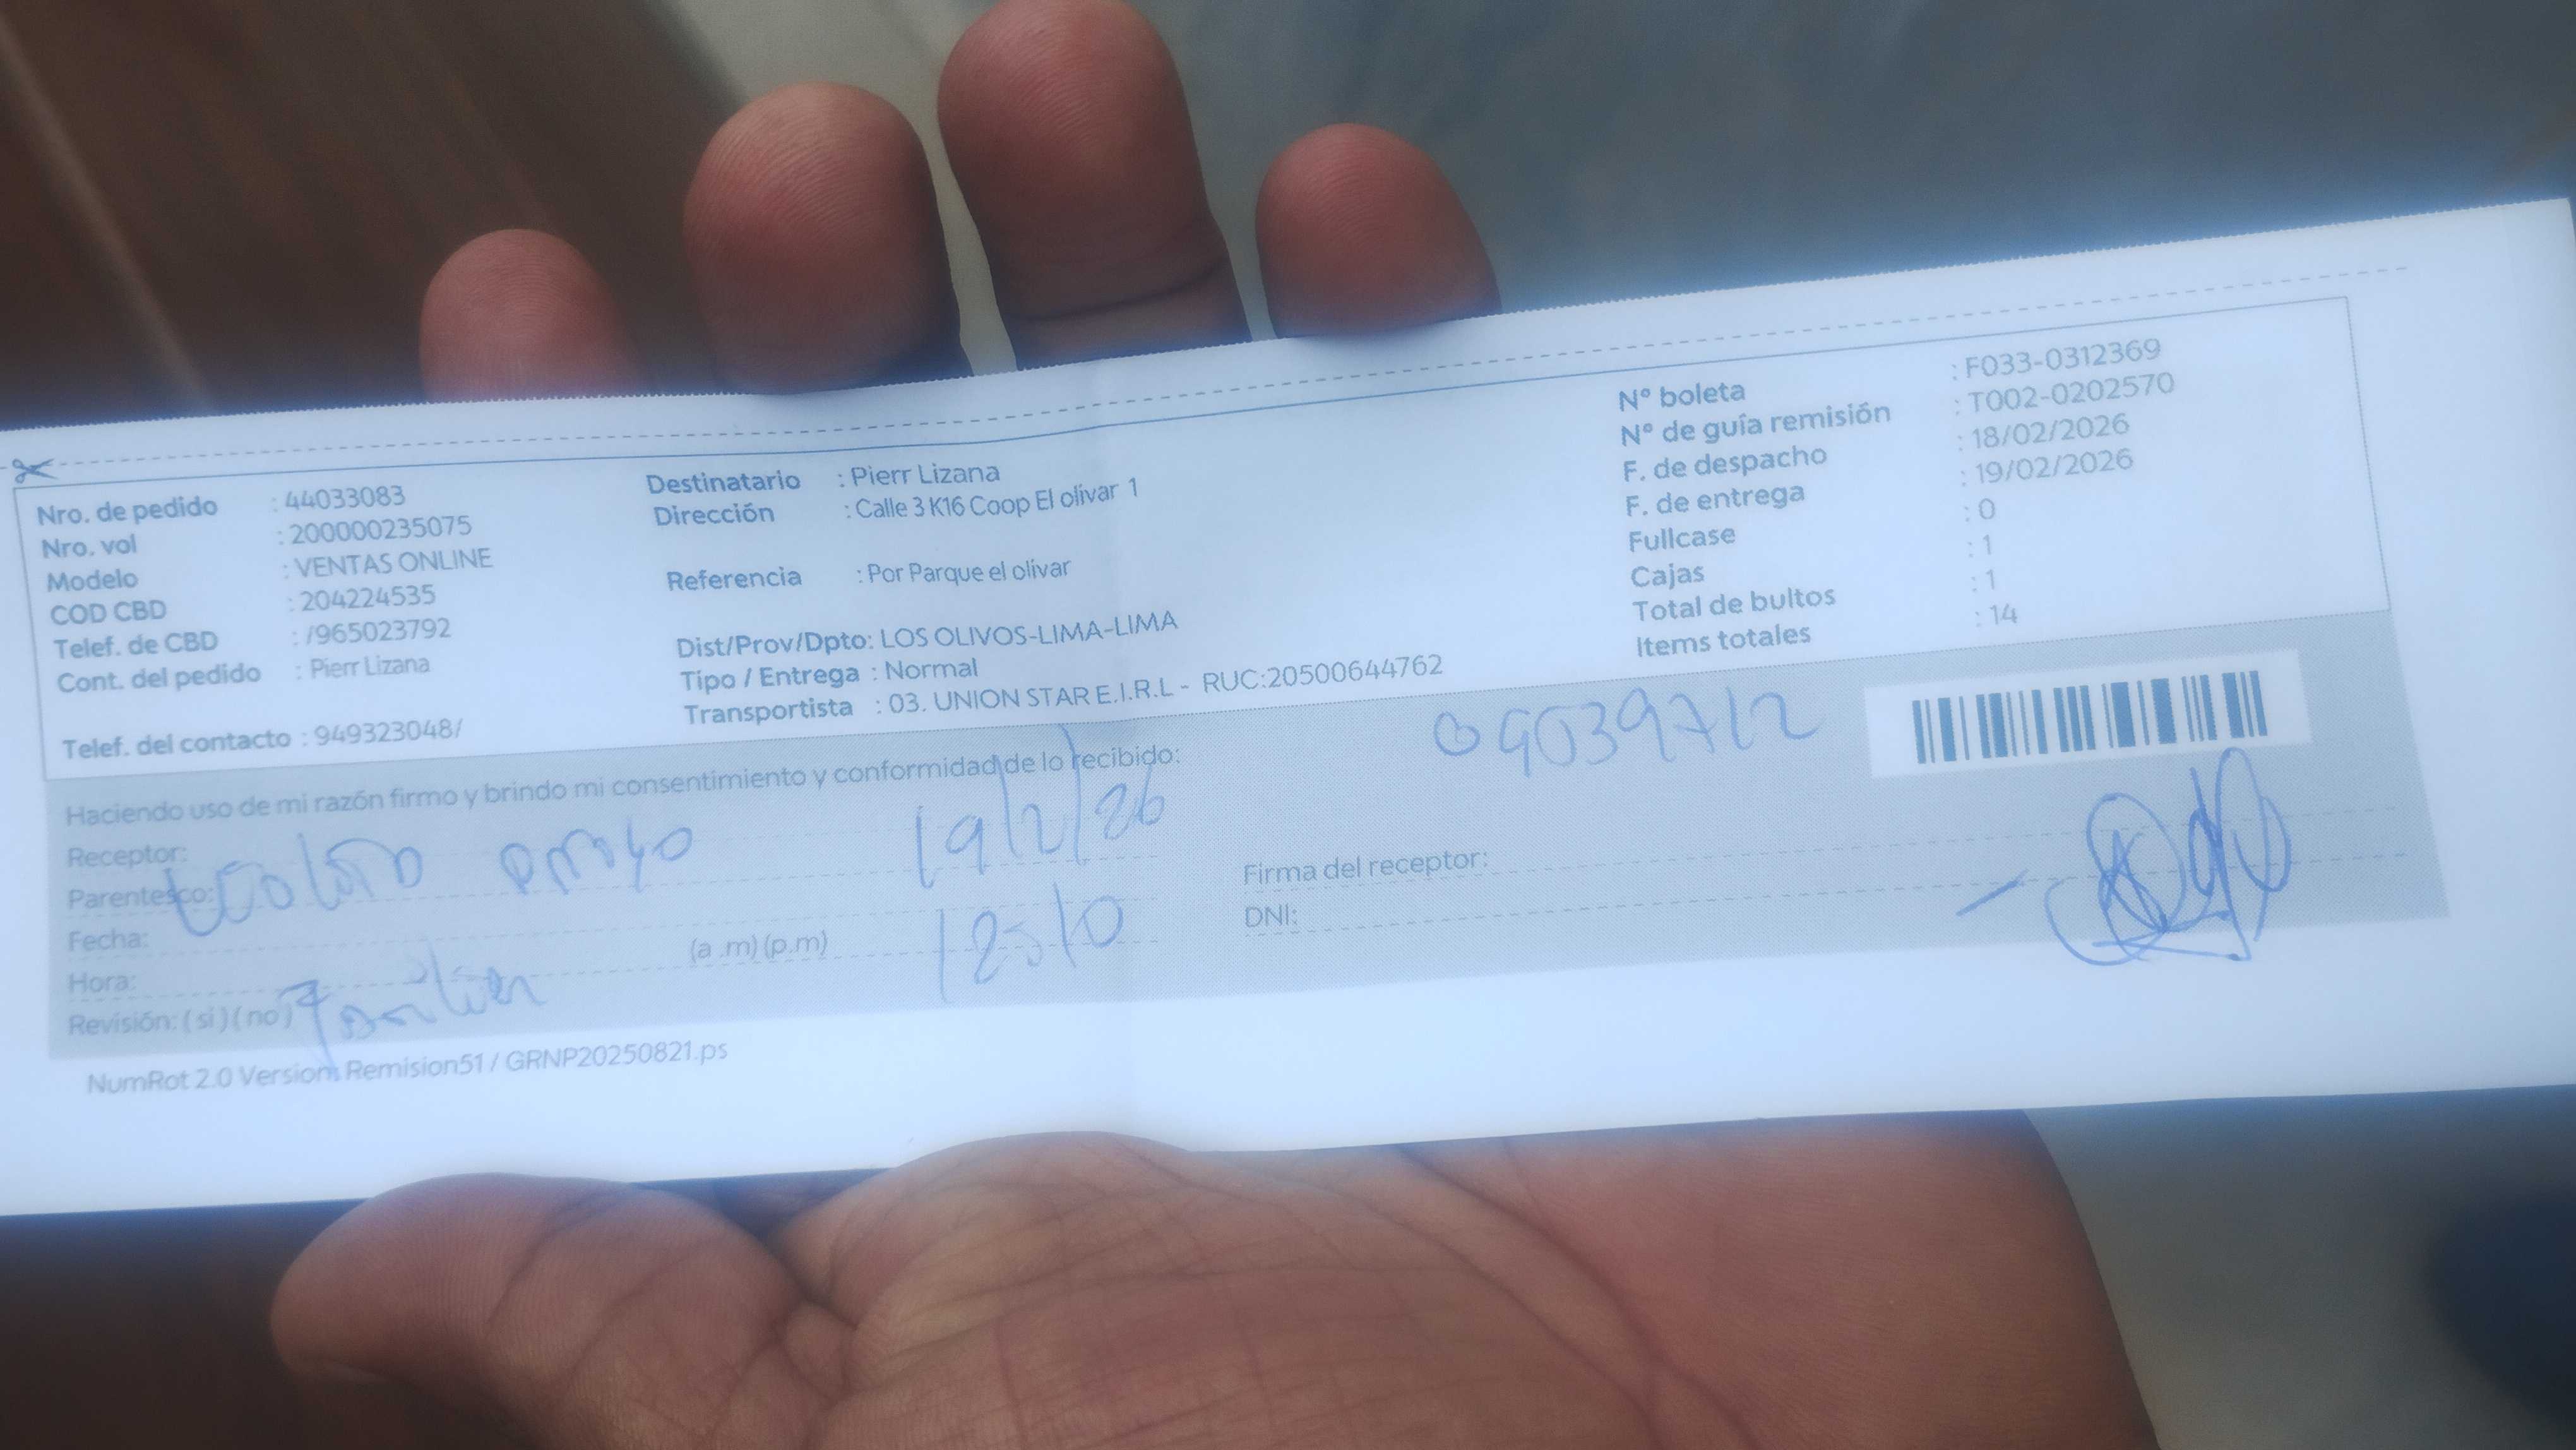 Nro. de pedido : 44033083
Nro. vol : 200000235075
Modelo : VENTAS ONLINE
COD CBD : 204224535
Telef. de CBD : /965023792
Cont. del pedido : Pierr Lizana
Telef. del contacto : 949323048/
Destinatario : Pierr Lizana
Dirección : Calle 3 K16 Coop El olivar 1
Referencia : Por Parque el olivar
Dist/Prov/Dpto: LOS OLIVOS-LIMA-LIMA
Tipo / Entrega : Normal
Transportista : 03. UNION STAR E.I.R.L - RUC:20500644762
N° boleta : F033-0312369
N° de guía remisión : T002-0202570
F. de despacho : 18/02/2026
F. de entrega : 19/02/2026
Fullcase : 0
Cajas : 1
Total de bultos : 1
Items totales : 14
Haciendo uso de mi razón firmo y brindo mi consentimiento y conformidad de lo recibido:
09039712
Receptor:
19/2/26
Parentesco:
Fecha:
Hora: (a .m) (p.m)
Revisión: ( si ) ( no )
Firma del receptor:
DNI:
NumRot 2.0 Version: Remision51 / GRNP20250821.ps